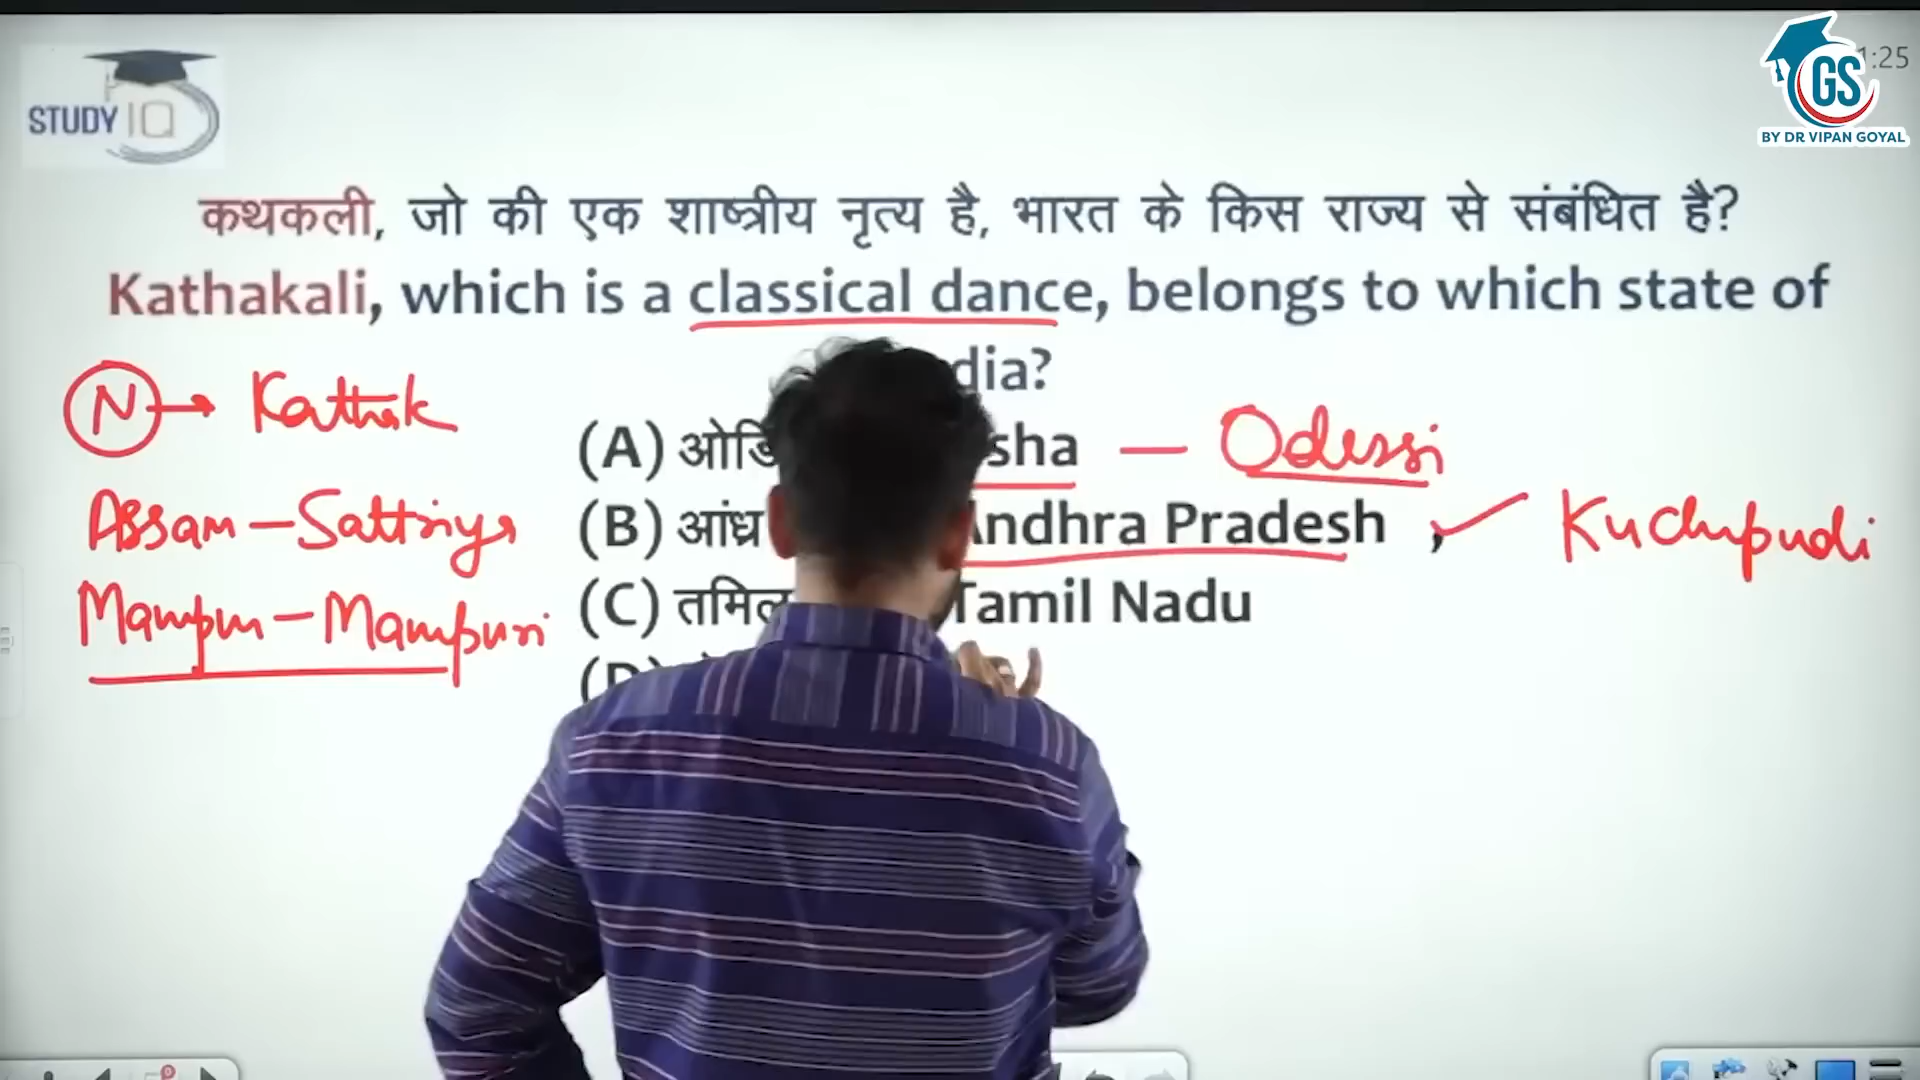 STUDY IQ
1:25
GS
BY DR VIPAN GOYAL
कथकली, जो की एक शाष्त्रीय नृत्य है, भारत के किस राज्य से संबंधित है?
Kathakali, which is a classical dance, belongs to which state of
dia?
N → Kathak
(A) ओडि sha — Odissi
Assam – Sattriya
(B) आंध्र Andhra Pradesh Kuchipudi
Manipur – Manipuri
(C) तमिल Tamil Nadu
(D)